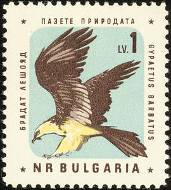 ПАЗЕТЕ ПРИРОДАТА
LV. 1
БРАДАТ ЛЕШОЯД
GYPAETUS BARBATUS
NR BULGARIA